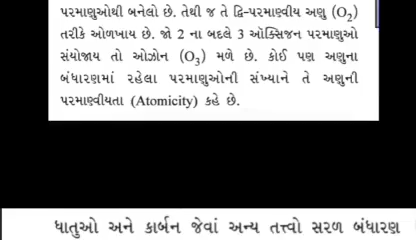 પરમાણુઓથી બનેલો છે. તેથી જ તે દ્વિ-પરમાણ્વીય અણુ (O₂)
તરીકે ઓળખાય છે. જો 2 ના બદલે 3 ઑક્સિજન પરમાણુઓ
સંયોજાય તો ઓઝોન (O₃) મળે છે. કોઈ પણ અણુના
બંધારણમાં રહેલા પરમાણુઓની સંખ્યાને તે અણુની
પરમાણ્વીયતા (Atomicity) કહે છે.
ધાતુઓ અને કાર્બન જેવાં અન્ય તત્ત્વો સરળ બંધારણ